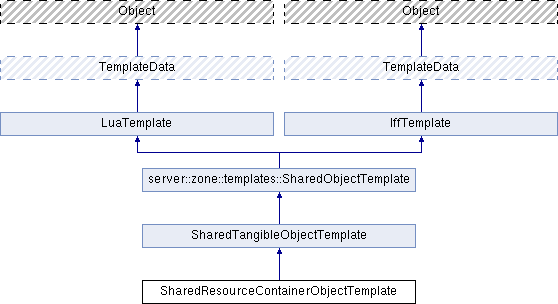 Object Object
TemplateData TemplateData
LuaTemplate IffTemplate
server::zone::templates::SharedObjectTemplate
SharedTangibleObjectTemplate
SharedResourceContainerObjectTemplate